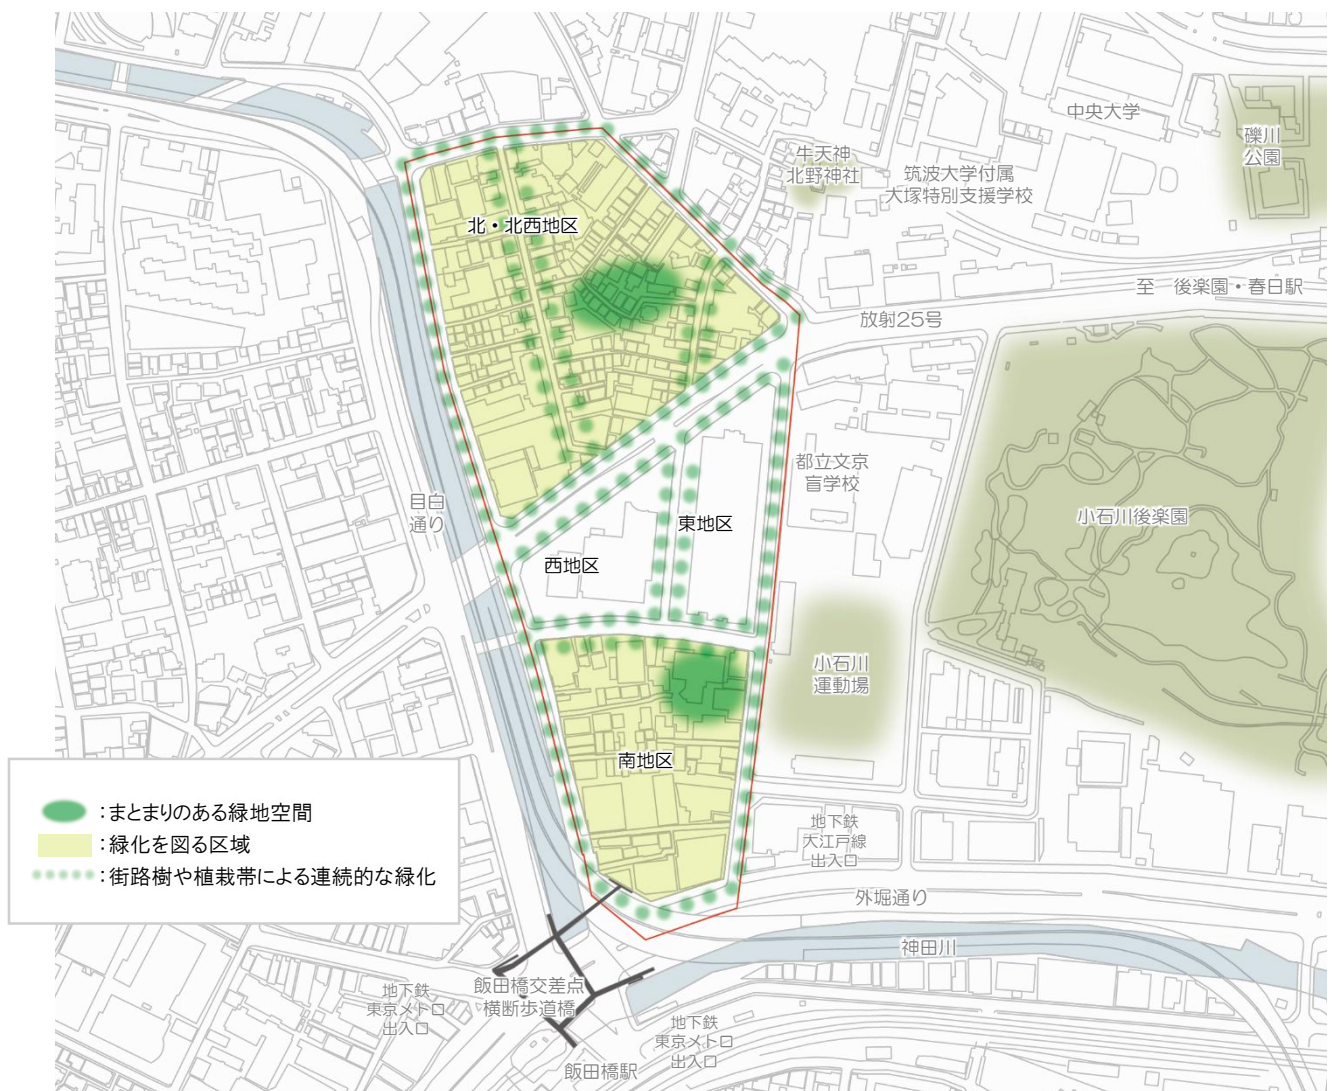 中央大学
礫川
公園
牛天神
北野神社
筑波大学付属
大塚特別支援学校
北・北西地区
至　後楽園・春日駅
放射25号
都立文京
盲学校
目白
通り
小石川後楽園
東地区
西地区
小石川
運動場
南地区
：まとまりのある緑地空間
：緑化を図る区域
：街路樹や植栽帯による連続的な緑化
地下鉄
大江戸線
出入口
外堀通り
神田川
飯田橋交差点
横断歩道橋
地下鉄
東京メトロ
出入口
地下鉄
東京メトロ
出入口
飯田橋駅